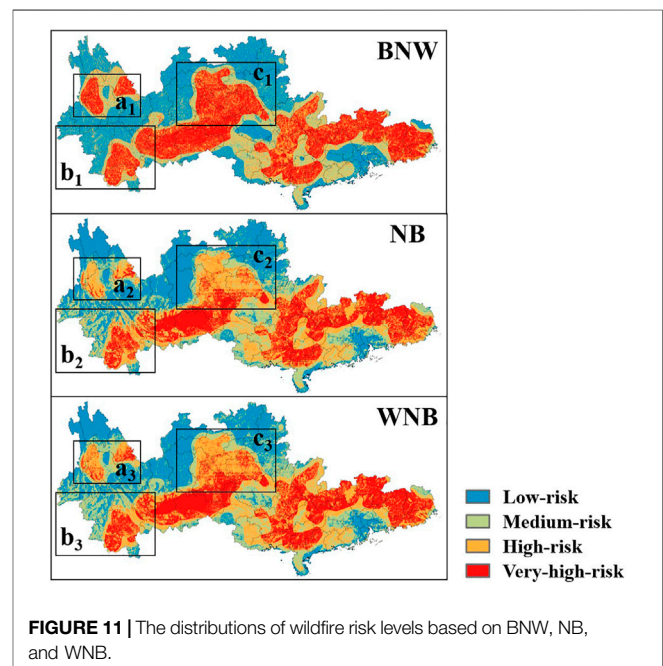 BNW
a1
b1
c1
NB
a2
b2
c2
WNB
a3
b3
c3
Low-risk
Medium-risk
High-risk
Very-high-risk
FIGURE 11 | The distributions of wildfire risk levels based on BNW, NB,
and WNB.